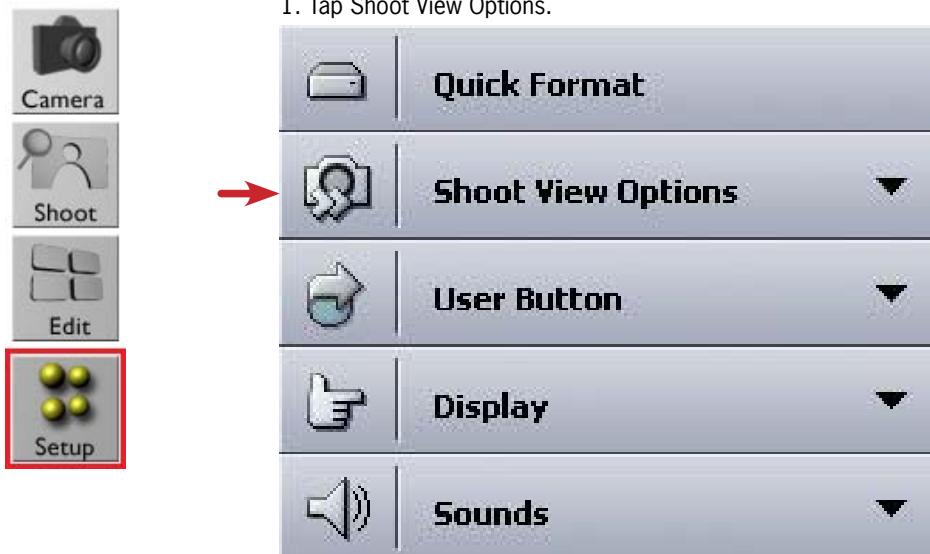 1. Tap Shoot View Options.
Camera
Shoot
Edit
Setup
Quick Format
Shoot View Options
User Button
Display
Sounds